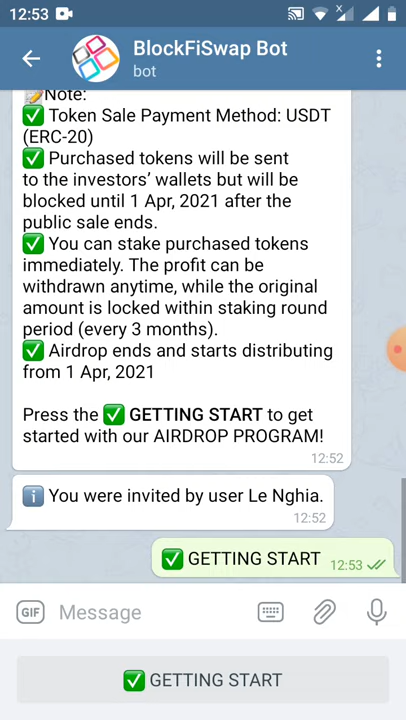 12:53
BlockFiSwap Bot
bot
Note:
Token Sale Payment Method: USDT
(ERC-20)
Purchased tokens will be sent
to the investors’ wallets but will be
blocked until 1 Apr, 2021 after the
public sale ends.
You can stake purchased tokens
immediately. The profit can be
withdrawn anytime, while the original
amount is locked within staking round
period (every 3 months).
Airdrop ends and starts distributing
from 1 Apr, 2021
Press the ✅ GETTING START to get
started with our AIRDROP PROGRAM!
12:52
You were invited by user Le Nghia.
12:52
GETTING START 12:53
GIF Message
GETTING START